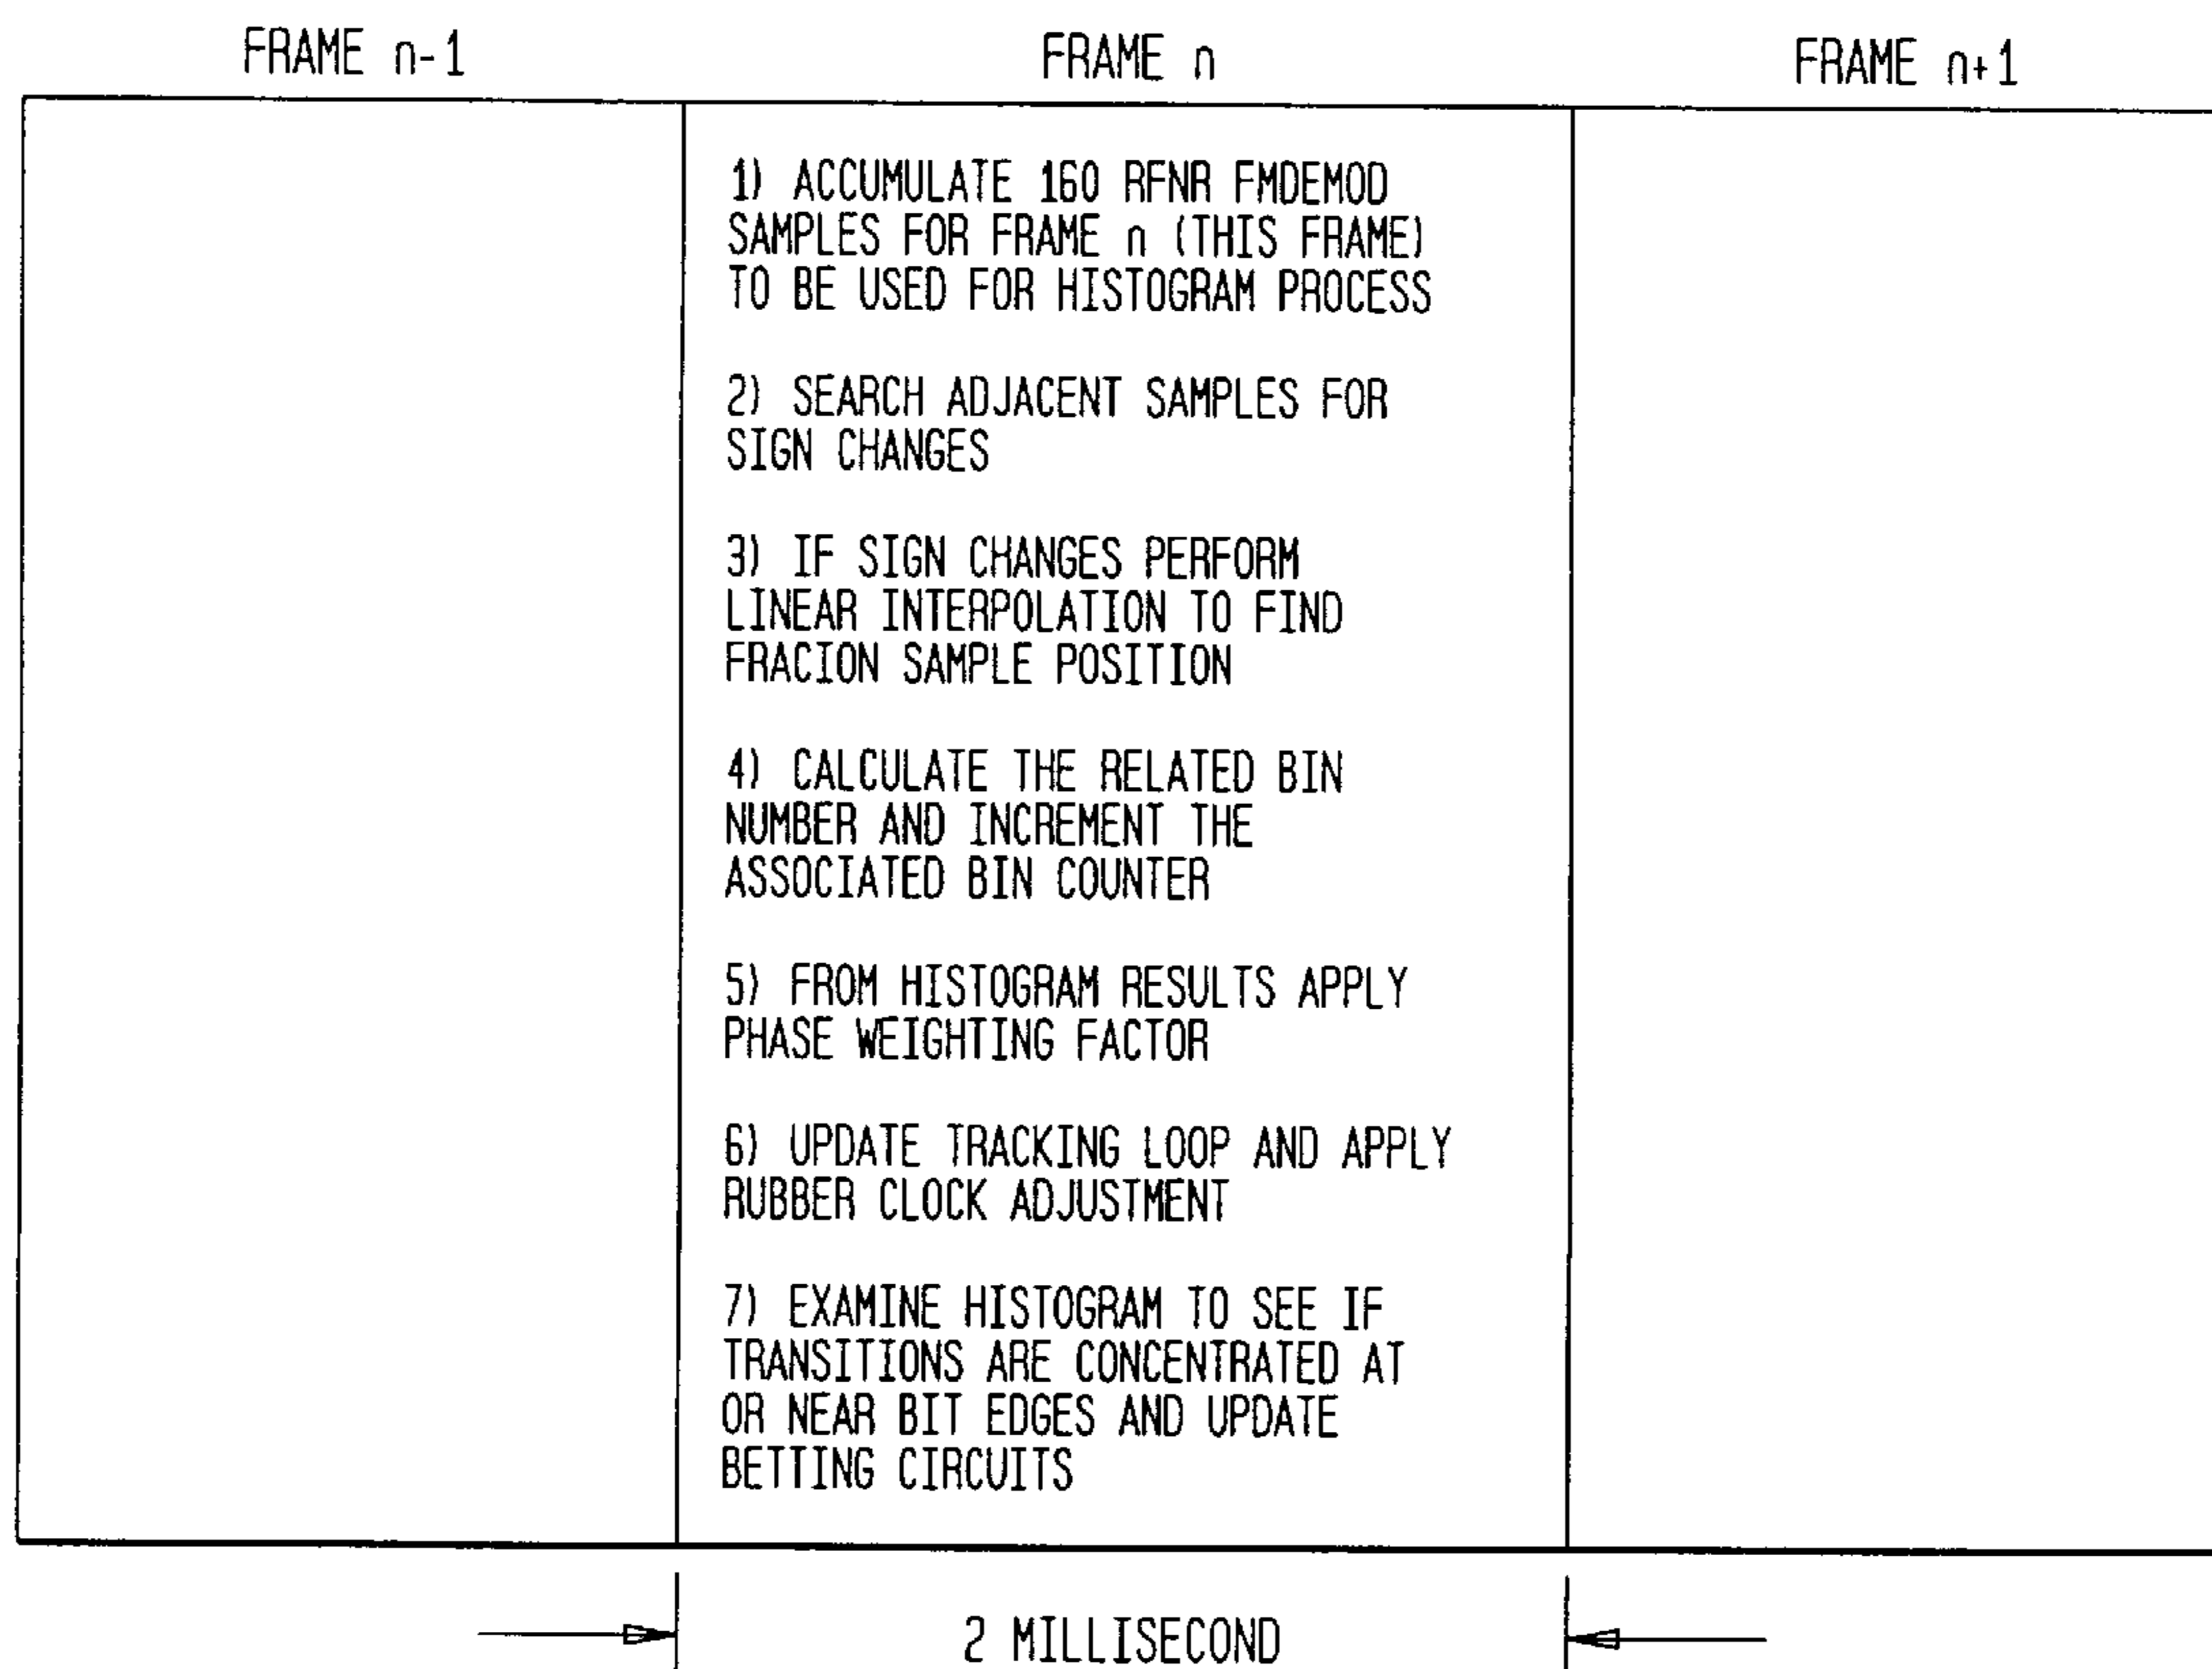 FRAME n-1
FRAME n
FRAME n+1
1) ACCUMULATE 160 RFNR FMDEMOD
SAMPLES FOR FRAME n (THIS FRAME)
TO BE USED FOR HISTOGRAM PROCESS
2) SEARCH ADJACENT SAMPLES FOR
SIGN CHANGES
3) IF SIGN CHANGES PERFORM
LINEAR INTERPOLATION TO FIND
FRACION SAMPLE POSITION
4) CALCULATE THE RELATED BIN
NUMBER AND INCREMENT THE
ASSOCIATED BIN COUNTER
5) FROM HISTOGRAM RESULTS APPLY
PHASE WEIGHTING FACTOR
6) UPDATE TRACKING LOOP AND APPLY
RUBBER CLOCK ADJUSTMENT
7) EXAMINE HISTOGRAM TO SEE IF
TRANSITIONS ARE CONCENTRATED AT
OR NEAR BIT EDGES AND UPDATE
BETTING CIRCUITS
2 MILLISECOND